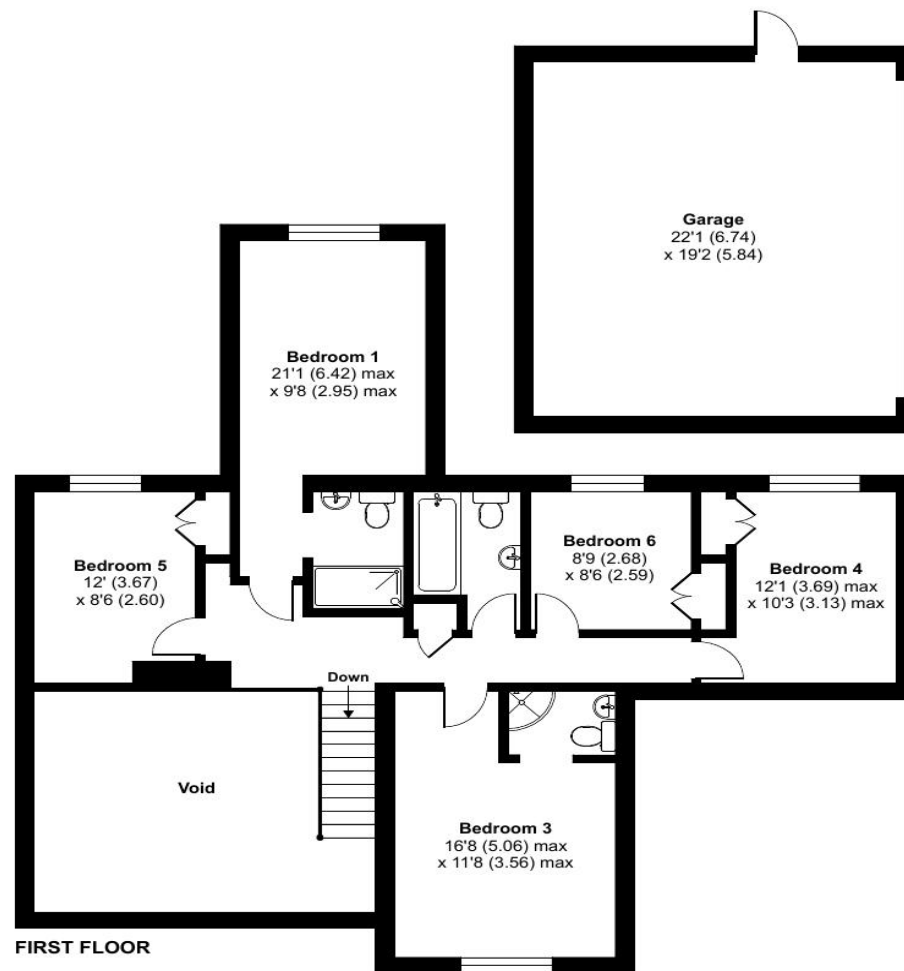 Garage
22'1 (6.74)
x 19'2 (5.84)
Bedroom 1
21'1 (6.42) max
x 9'8 (2.95) max
Bedroom 5
12' (3.67)
x 8'6 (2.60)
Bedroom 6
8'9 (2.68)
x 8'6 (2.59)
Bedroom 4
12'1 (3.69) max
x 10'3 (3.13) max
Down
Void
Bedroom 3
16'8 (5.06) max
x 11'8 (3.56) max
FIRST FLOOR